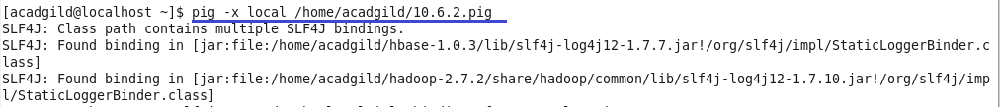 [acadgild@localhost ~]$ pig -x local /home/acadgild/10.6.2.pig
SLF4J: Class path contains multiple SLF4J bindings.
SLF4J: Found binding in [jar:file:/home/acadgild/hbase-1.0.3/lib/slf4j-log4j12-1.7.7.jar!/org/slf4j/impl/StaticLoggerBinder.c
lass]
SLF4J: Found binding in [jar:file:/home/acadgild/hadoop-2.7.2/share/hadoop/common/lib/slf4j-log4j12-1.7.10.jar!/org/slf4j/imp
l/StaticLoggerBinder.class]